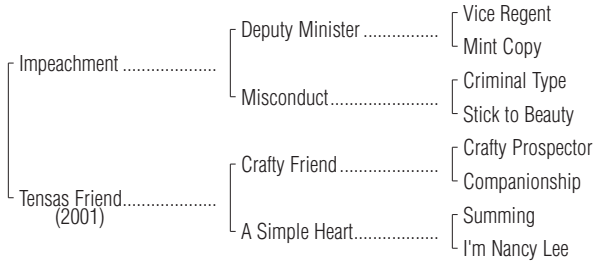 Vice Regent
Deputy Minister ................
Mint Copy
Impeachment ....................
Criminal Type
Misconduct.......................
Stick to Beauty
Crafty Prospector
Crafty Friend .....................
Companionship
Tensas Friend....................
(2001)
Summing
A Simple Heart..................
I'm Nancy Lee